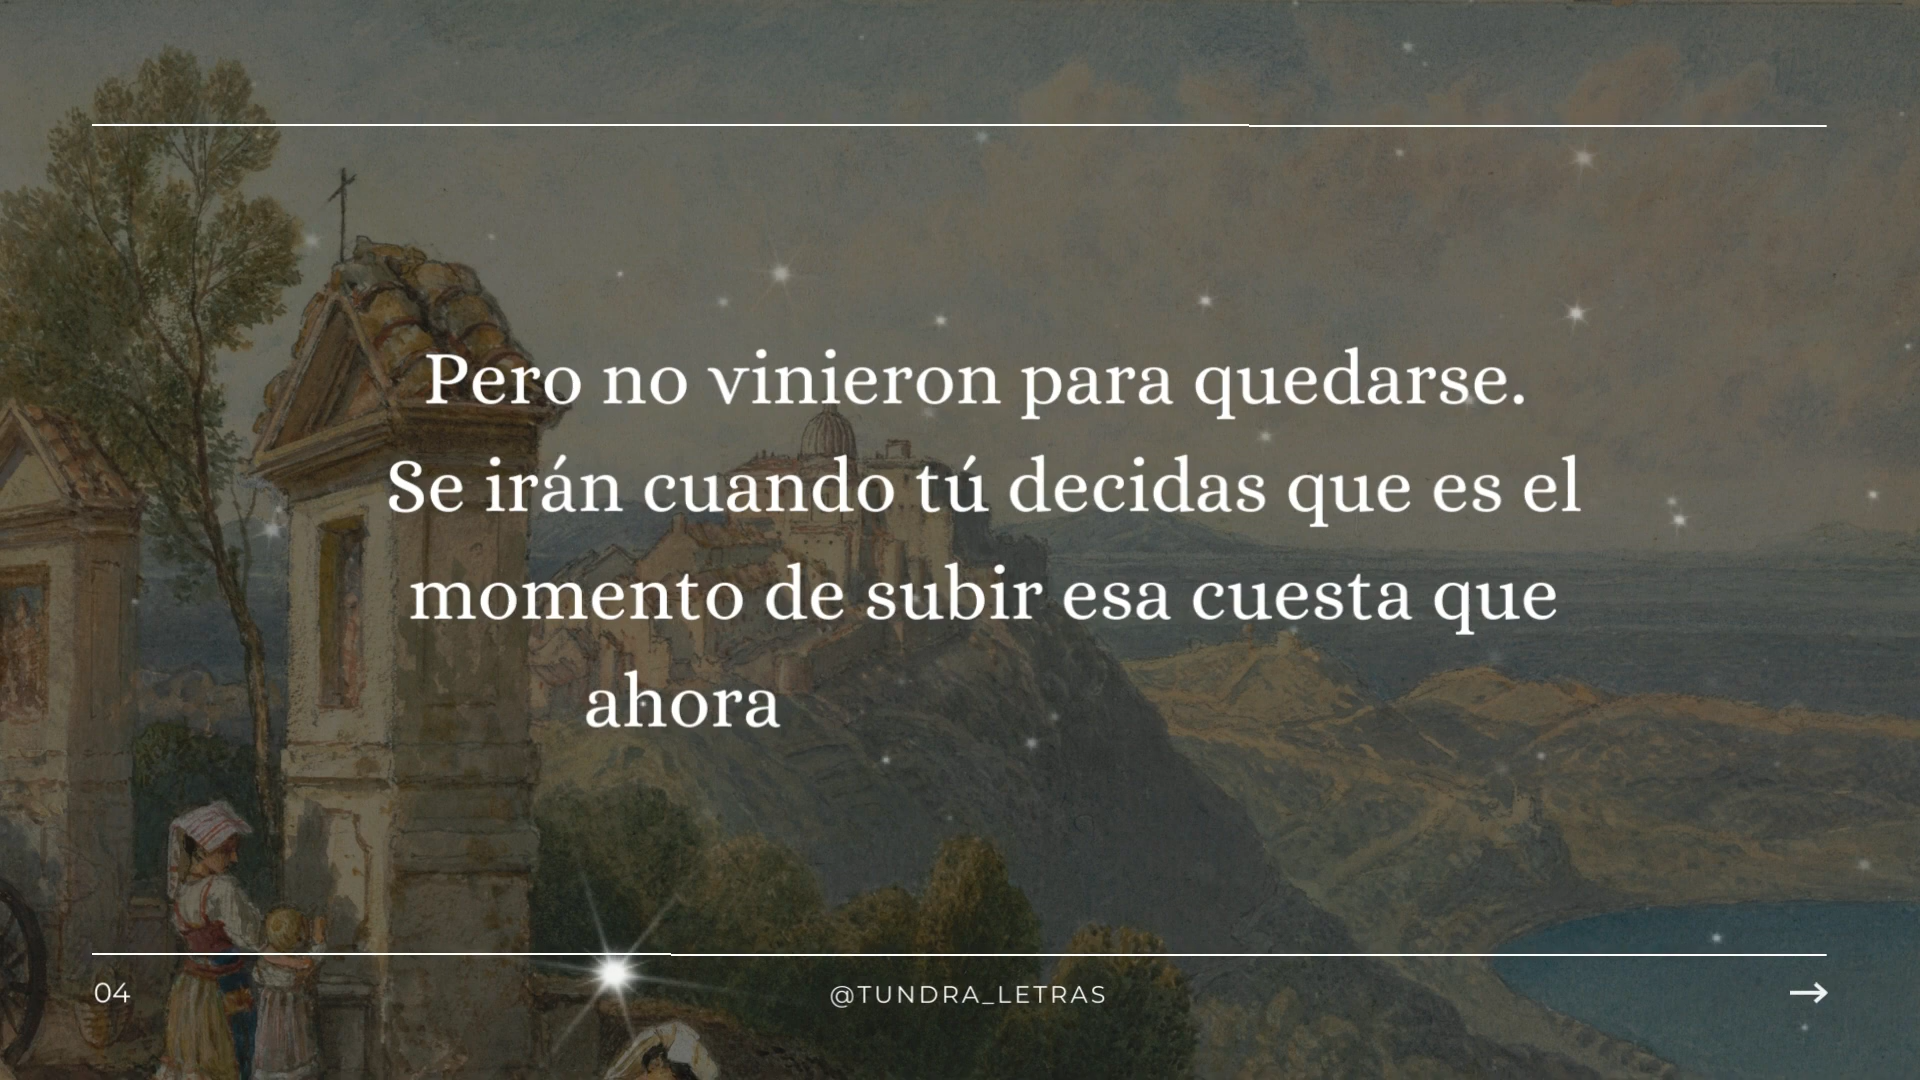 Pero no vinieron para quedarse.
Se irán cuando tú decidas que es el
momento de subir esa cuesta que
ahora
04
@TUNDRA_LETRAS